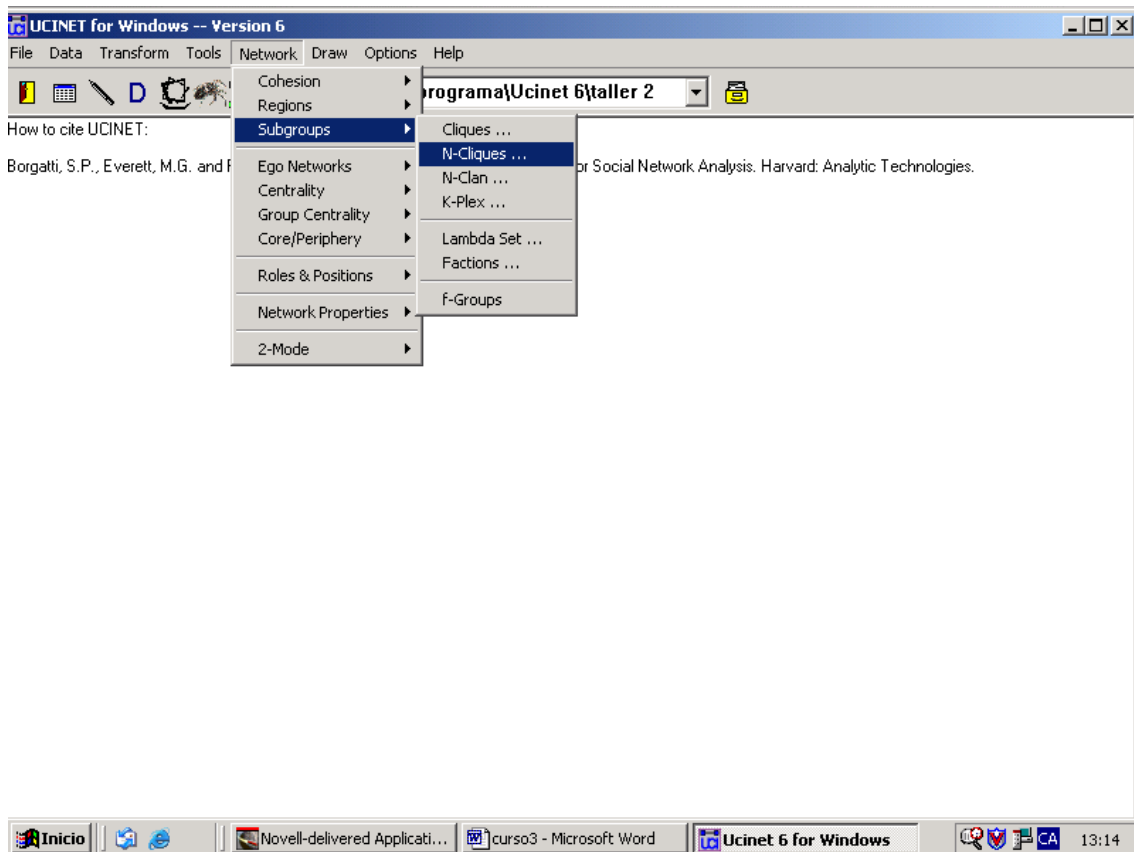 UCINET for Windows -- Version 6
File Data Transform Tools Network Draw Options Help
D
programa\Ucinet 6\taller 2
How to cite UCINET:
Borgatti, S.P., Everett, M.G. and
or Social Network Analysis. Harvard: Analytic Technologies.
Cohesion
Regions
Subgroups
Ego Networks
Centrality
Group Centrality
Core/Periphery
Roles & Positions
Network Properties
2-Mode
Cliques ...
N-Cliques ...
N-Clan ...
K-Plex ...
Lambda Set ...
Factions ...
f-Groups
Inicio
Novell-delivered Applicati...
curso3 - Microsoft Word
Ucinet 6 for Windows
CA
13:14